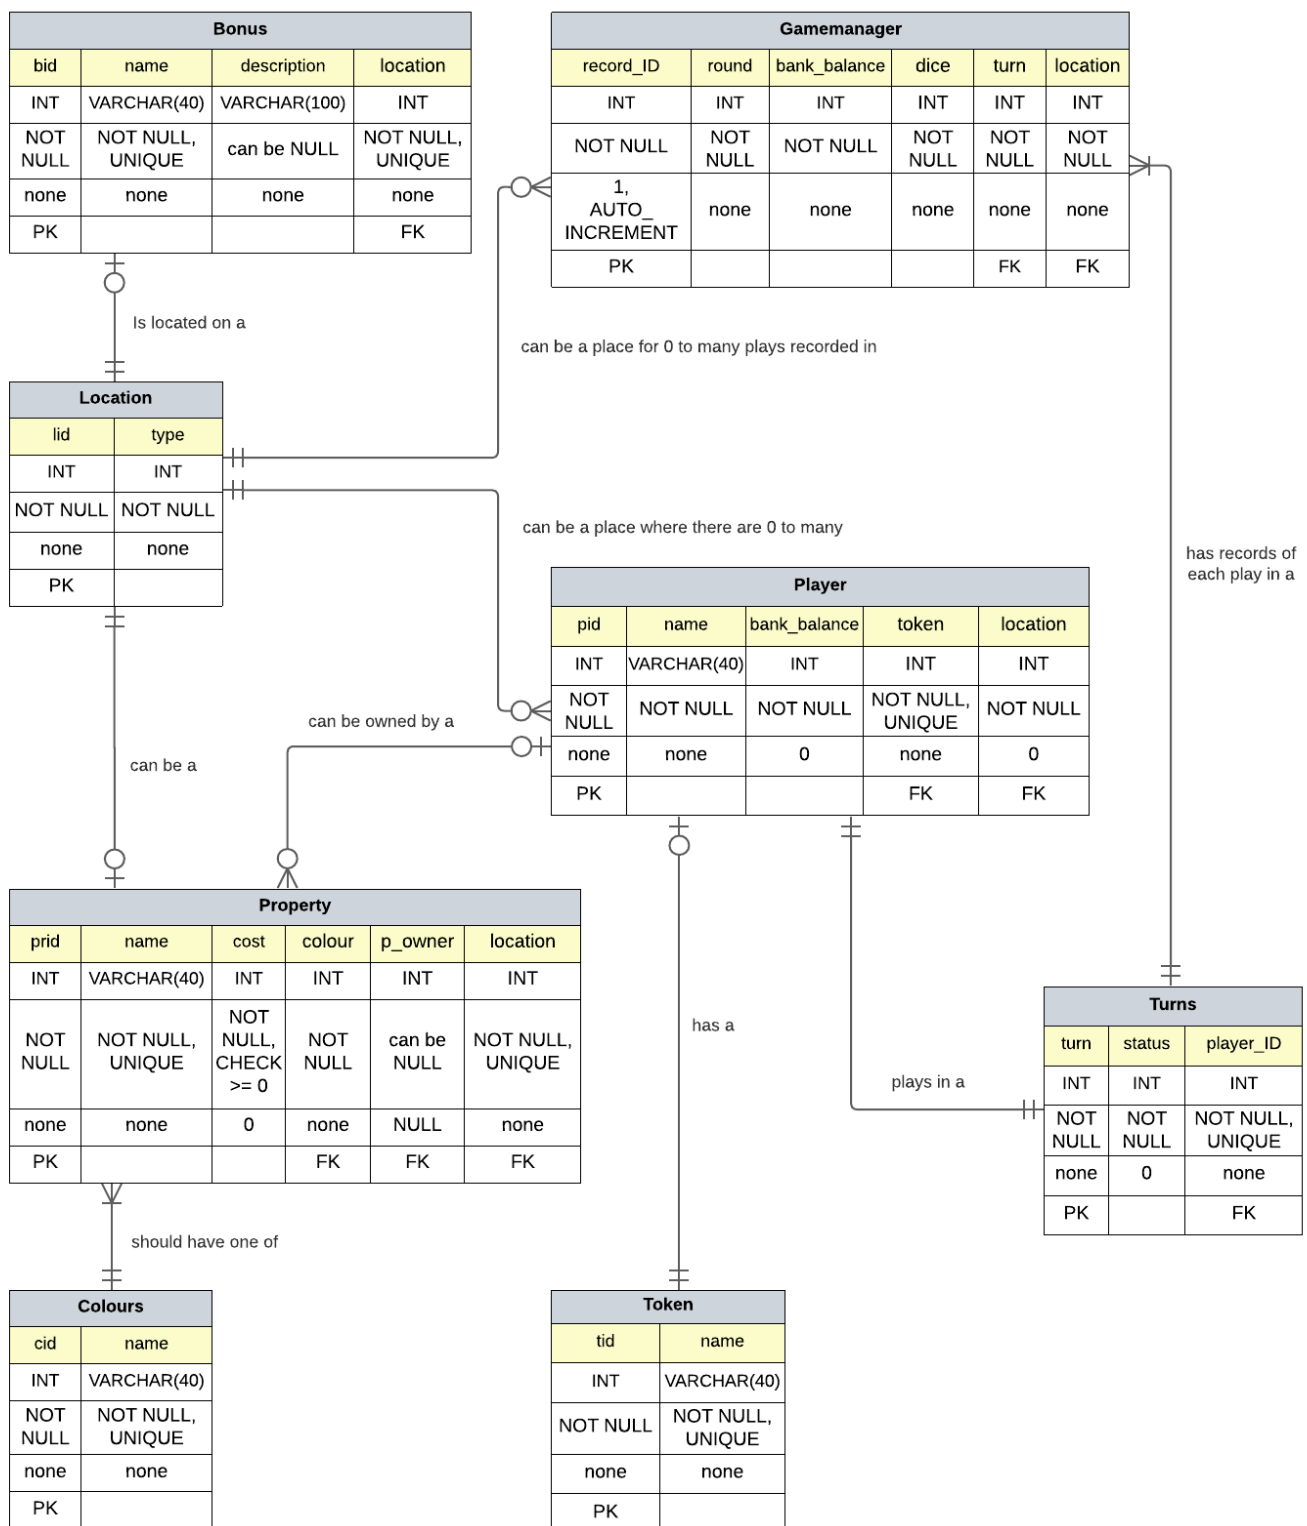 Bonus
bid name description location
INT VARCHAR(40) VARCHAR(100) INT
NOT NULL NOT NULL, UNIQUE can be NULL NOT NULL, UNIQUE
none none none none
PK FK
Gamemanager
record_ID round bank_balance dice turn location
INT INT INT INT INT INT
NOT NULL NOT NULL NOT NULL NOT NULL NOT NULL NOT NULL
1, AUTO_ INCREMENT none none none none none
PK FK FK
Is located on a
can be a place for 0 to many plays recorded in
Location
lid type
INT INT
NOT NULL NOT NULL
none none
PK
can be a place where there are 0 to many
has records of
each play in a
Player
pid name bank_balance token location
INT VARCHAR(40) INT INT INT
NOT NULL NOT NULL NOT NULL NOT NULL, UNIQUE NOT NULL
none none 0 none 0
PK FK FK
can be owned by a
can be a
Property
prid name cost colour p_owner location
INT VARCHAR(40) INT INT INT INT
NOT NULL NOT NULL, UNIQUE NOT NULL, CHECK >= 0 NOT NULL can be NULL NOT NULL, UNIQUE
none none 0 none NULL none
PK FK FK FK
has a
plays in a
Turns
turn status player_ID
INT INT INT
NOT NULL NOT NULL NOT NULL, UNIQUE
none 0 none
PK FK
should have one of
Colours
cid name
INT VARCHAR(40)
NOT NULL NOT NULL, UNIQUE
none none
PK
Token
tid name
INT VARCHAR(40)
NOT NULL NOT NULL, UNIQUE
none none
PK